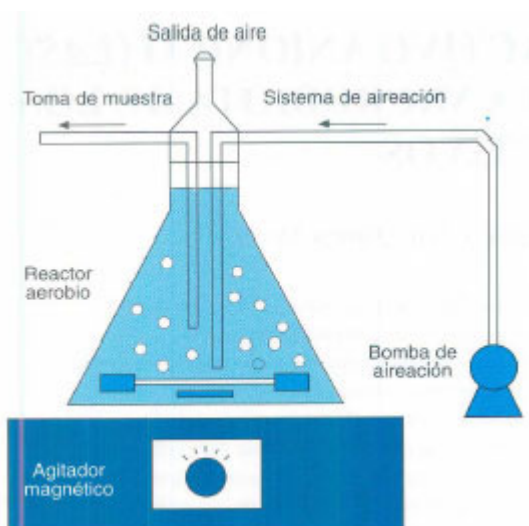 Salida de aire
Toma de muestra
Sistema de aireación
Reactor
aerobio
Bomba de
aireación
Agitador
magnético